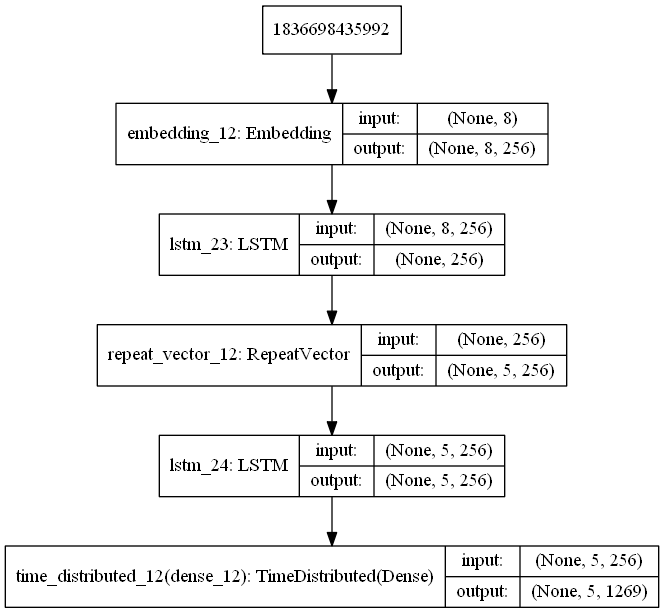 1836698435992
embedding_12: Embedding
input:
(None, 8)
output:
(None, 8, 256)
lstm_23: LSTM
input:
(None, 8, 256)
output:
(None, 256)
repeat_vector_12: RepeatVector
input:
(None, 256)
output:
(None, 5, 256)
lstm_24: LSTM
input:
(None, 5, 256)
output:
(None, 5, 256)
time_distributed_12(dense_12): TimeDistributed(Dense)
input:
(None, 5, 256)
output:
(None, 5, 1269)